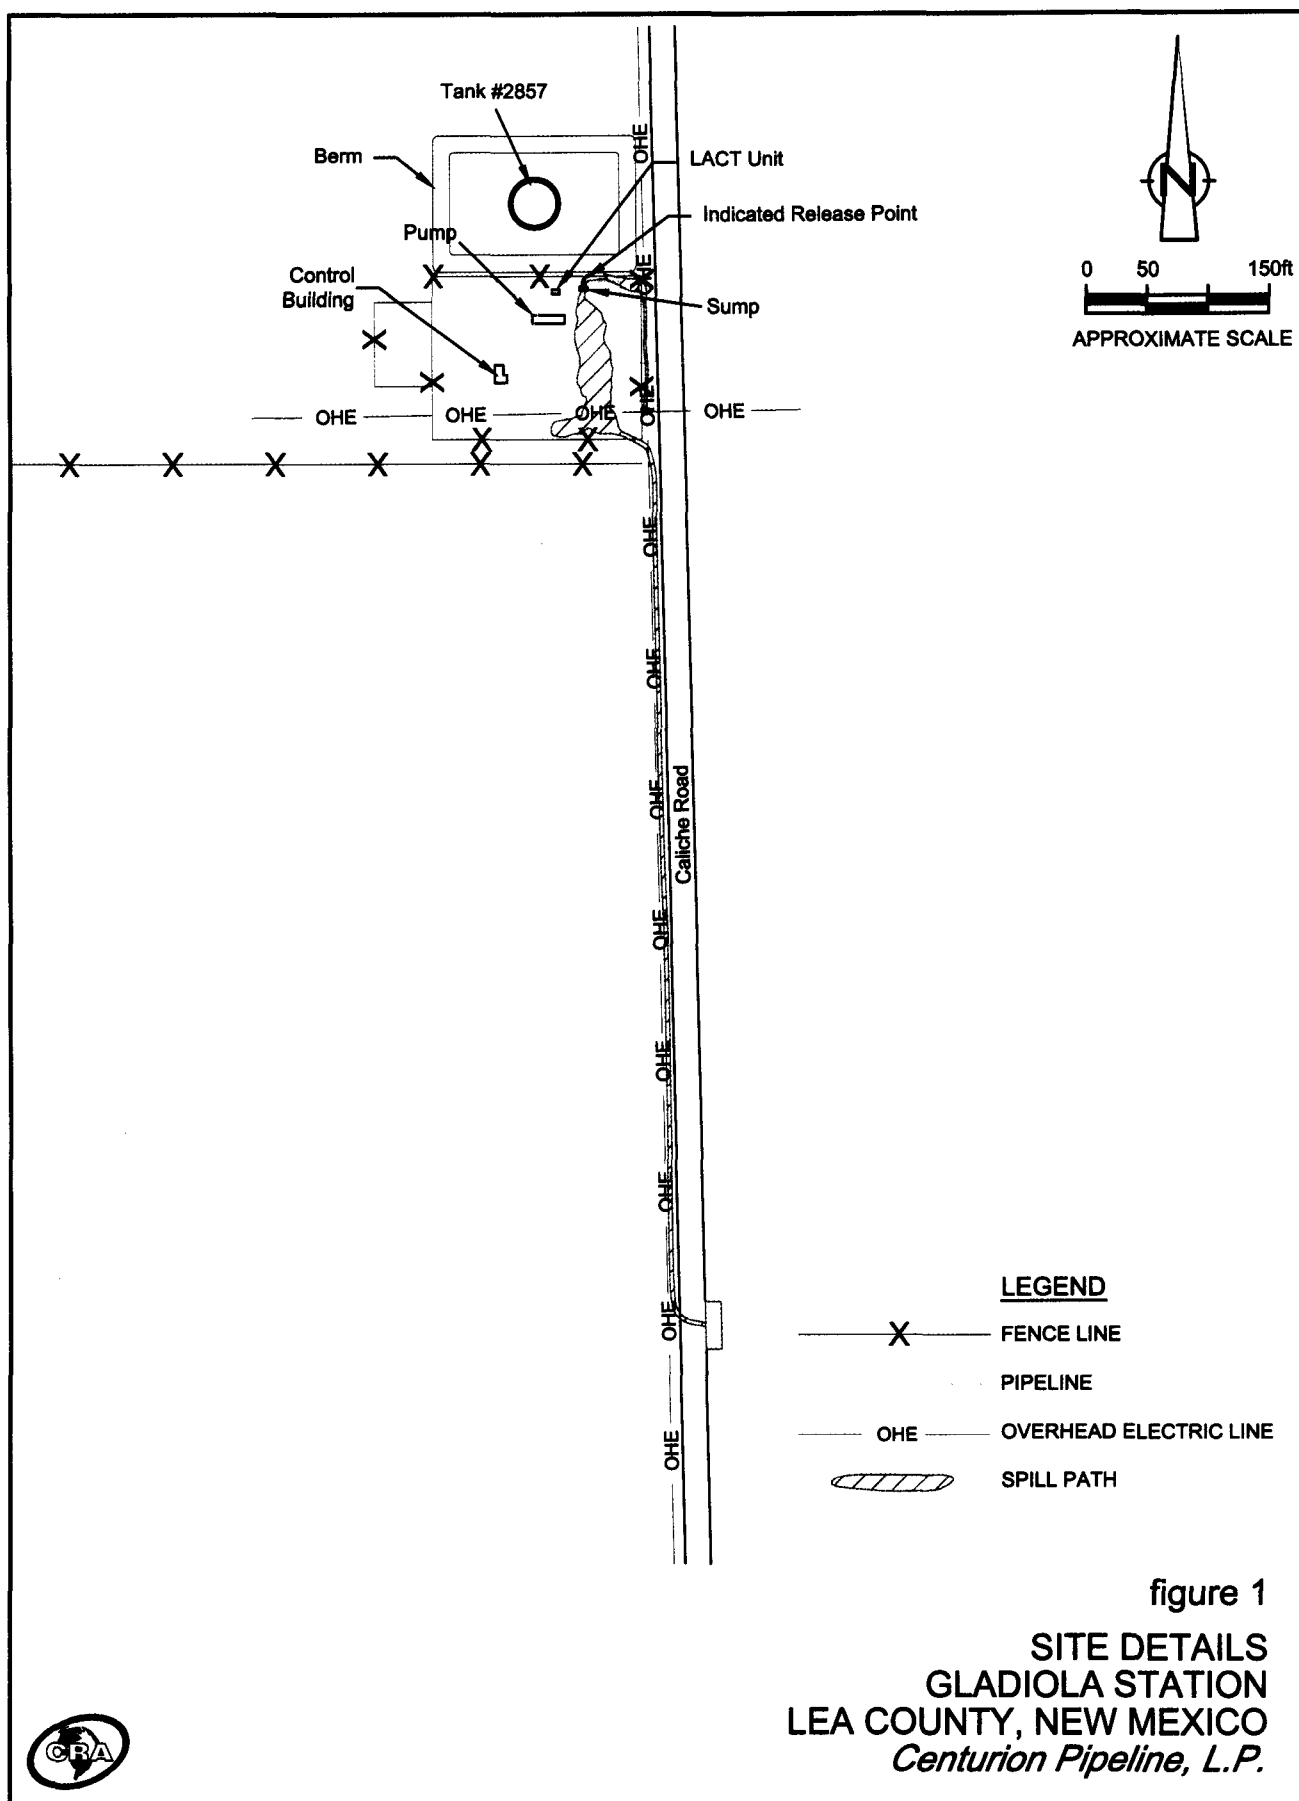 Tank #2857
OHE
Berm
LACT Unit
Indicated Release Point
Pump
OHE
Control
Building
Sump
N
0 50 150ft
APPROXIMATE SCALE
OHE
OHE OHE OHE OHE
OHE
OHE
OHE
Caliche Road
OHE
OHE
OHE
OHE
OHE
LEGEND
X FENCE LINE
PIPELINE
OHE OVERHEAD ELECTRIC LINE
SPILL PATH
figure 1
SITE DETAILS
GLADIOLA STATION
LEA COUNTY, NEW MEXICO
Centurion Pipeline, L.P.
CRA